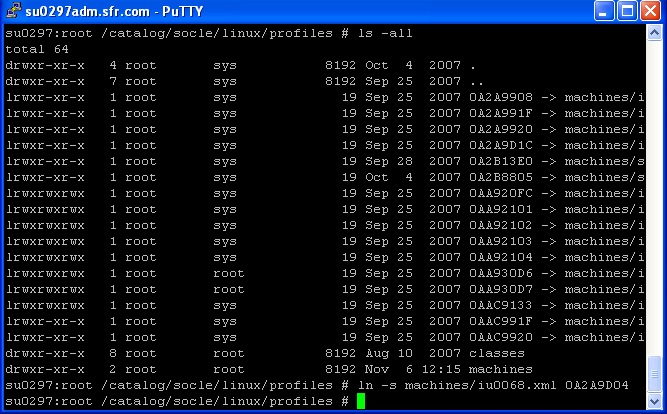 su0297adm.sfr.com - PuTTY
su0297:root /catalog/socle/linux/profiles # ls -all
total 64
drwxr-xr-x 4 root sys 8192 Oct 4 2007 .
drwxr-xr-x 7 root sys 8192 Sep 25 2007 ..
lrwxr-xr-x 1 root sys 19 Sep 25 2007 0A2A9908 -> machines/i
lrwxr-xr-x 1 root sys 19 Sep 25 2007 0A2A991F -> machines/i
lrwxr-xr-x 1 root sys 19 Sep 25 2007 0A2A9920 -> machines/i
lrwxr-xr-x 1 root sys 19 Sep 25 2007 0A2A9D1C -> machines/i
lrwxr-xr-x 1 root sys 19 Sep 28 2007 0A2B13E0 -> machines/s
lrwxr-xr-x 1 root sys 19 Oct 4 2007 0A2B8805 -> machines/s
lrwxrwxrwx 1 root sys 19 Sep 25 2007 0AA920FC -> machines/i
lrwxrwxrwx 1 root sys 19 Sep 25 2007 0AA92101 -> machines/i
lrwxrwxrwx 1 root sys 19 Sep 25 2007 0AA92102 -> machines/i
lrwxrwxrwx 1 root sys 19 Sep 25 2007 0AA92103 -> machines/i
lrwxrwxrwx 1 root sys 19 Sep 25 2007 0AA92104 -> machines/i
lrwxrwxrwx 1 root root 19 Sep 25 2007 0AA930D6 -> machines/i
lrwxrwxrwx 1 root root 19 Sep 25 2007 0AA930D7 -> machines/i
lrwxr-xr-x 1 root sys 19 Sep 25 2007 0AAC9133 -> machines/i
lrwxr-xr-x 1 root sys 19 Sep 25 2007 0AAC991F -> machines/i
lrwxr-xr-x 1 root sys 19 Sep 25 2007 0AAC9920 -> machines/i
drwxr-xr-x 8 root root 8192 Aug 10 2007 classes
drwxr-xr-x 2 root root 8192 Nov 6 12:15 machines
su0297:root /catalog/socle/linux/profiles # ln -s machines/iu0068.xml 0A2A9D04
su0297:root /catalog/socle/linux/profiles #